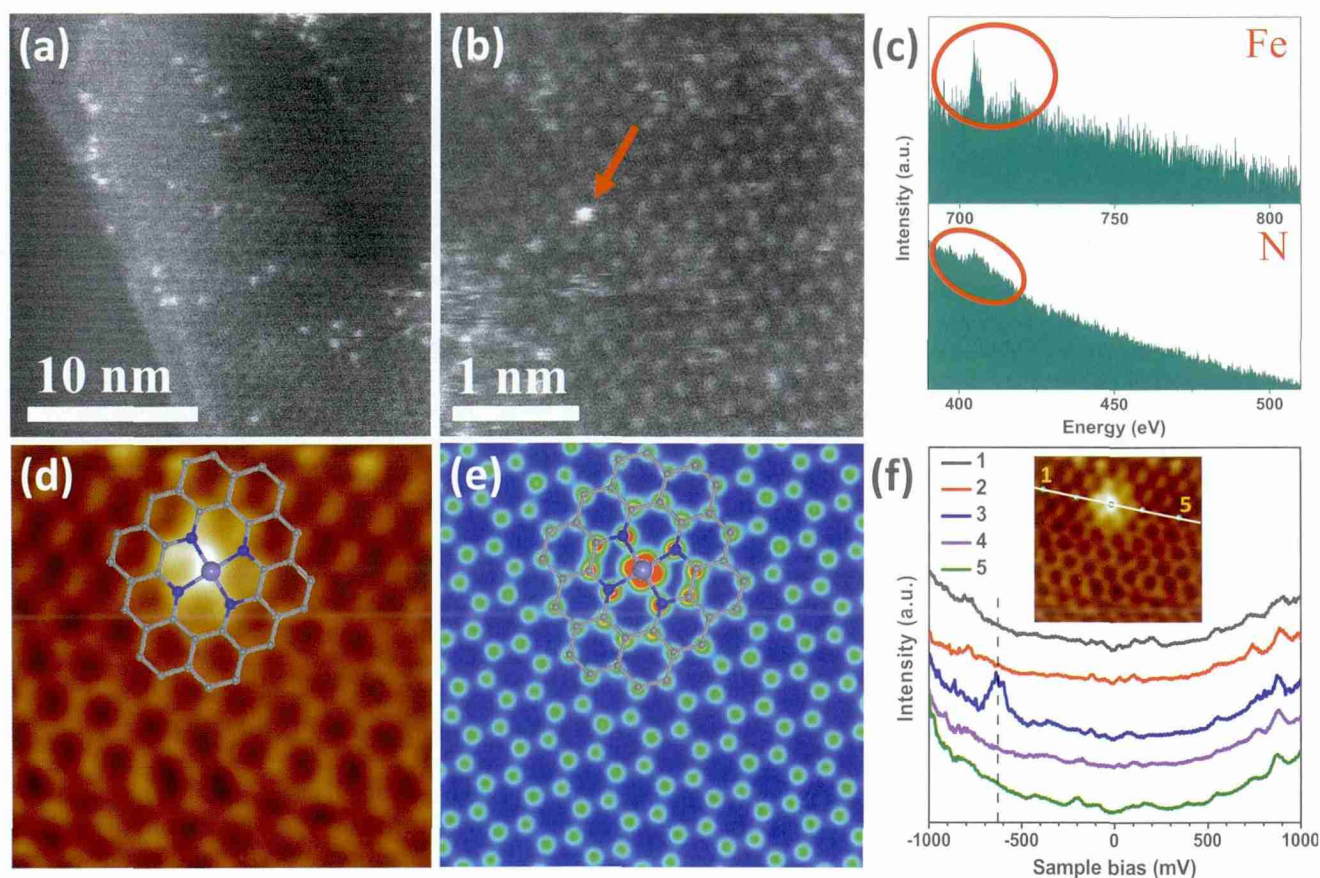 (a)
10 nm
(b)
1 nm
(c)
Fe
Intensity (a.u.)
700 750 800
N
400 450 500
Energy (eV)
(d)
(e)
(f)
1
2
3
4
5
1
5
Intensity (a.u.)
-1000 -500 0 500 1000
Sample bias (mV)